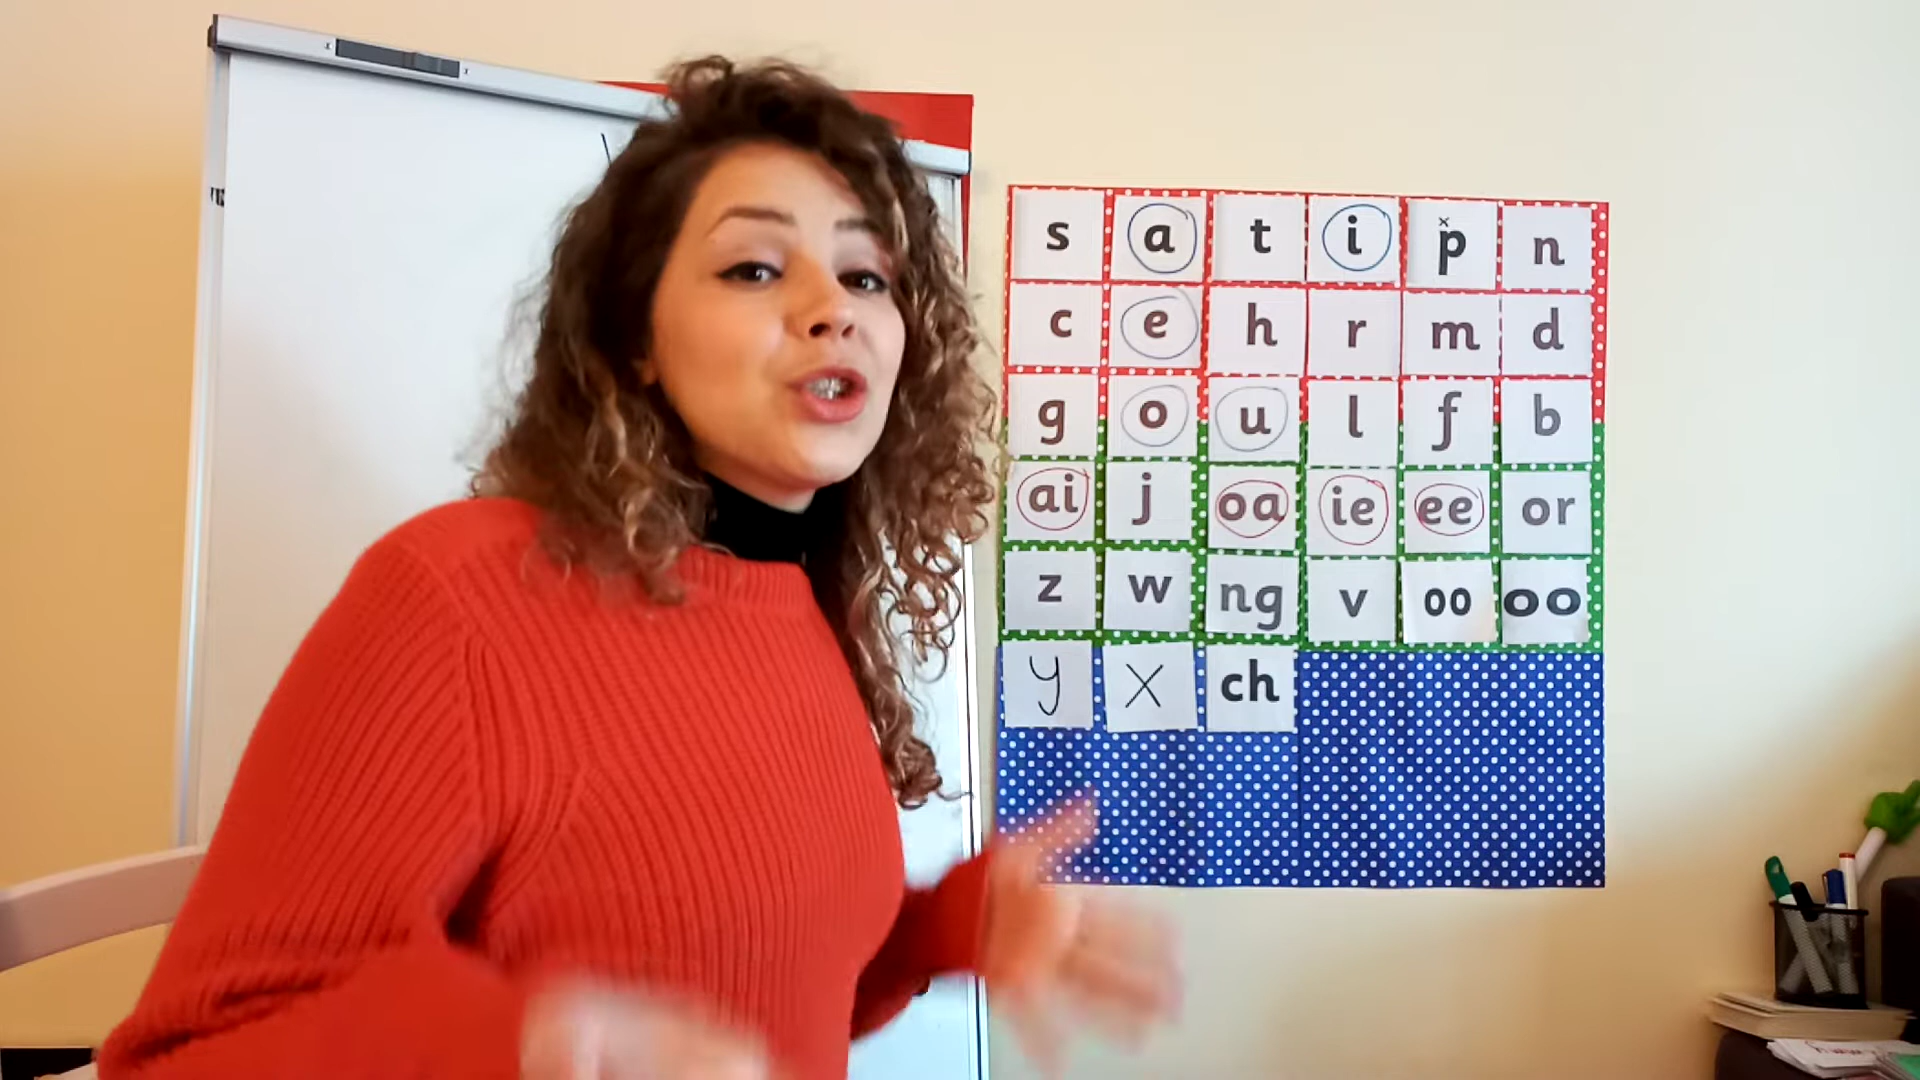 s a t i p n
c e h r m d
g o u l f b
ai j oa ie ee or
z w ng v oo oo
y x ch